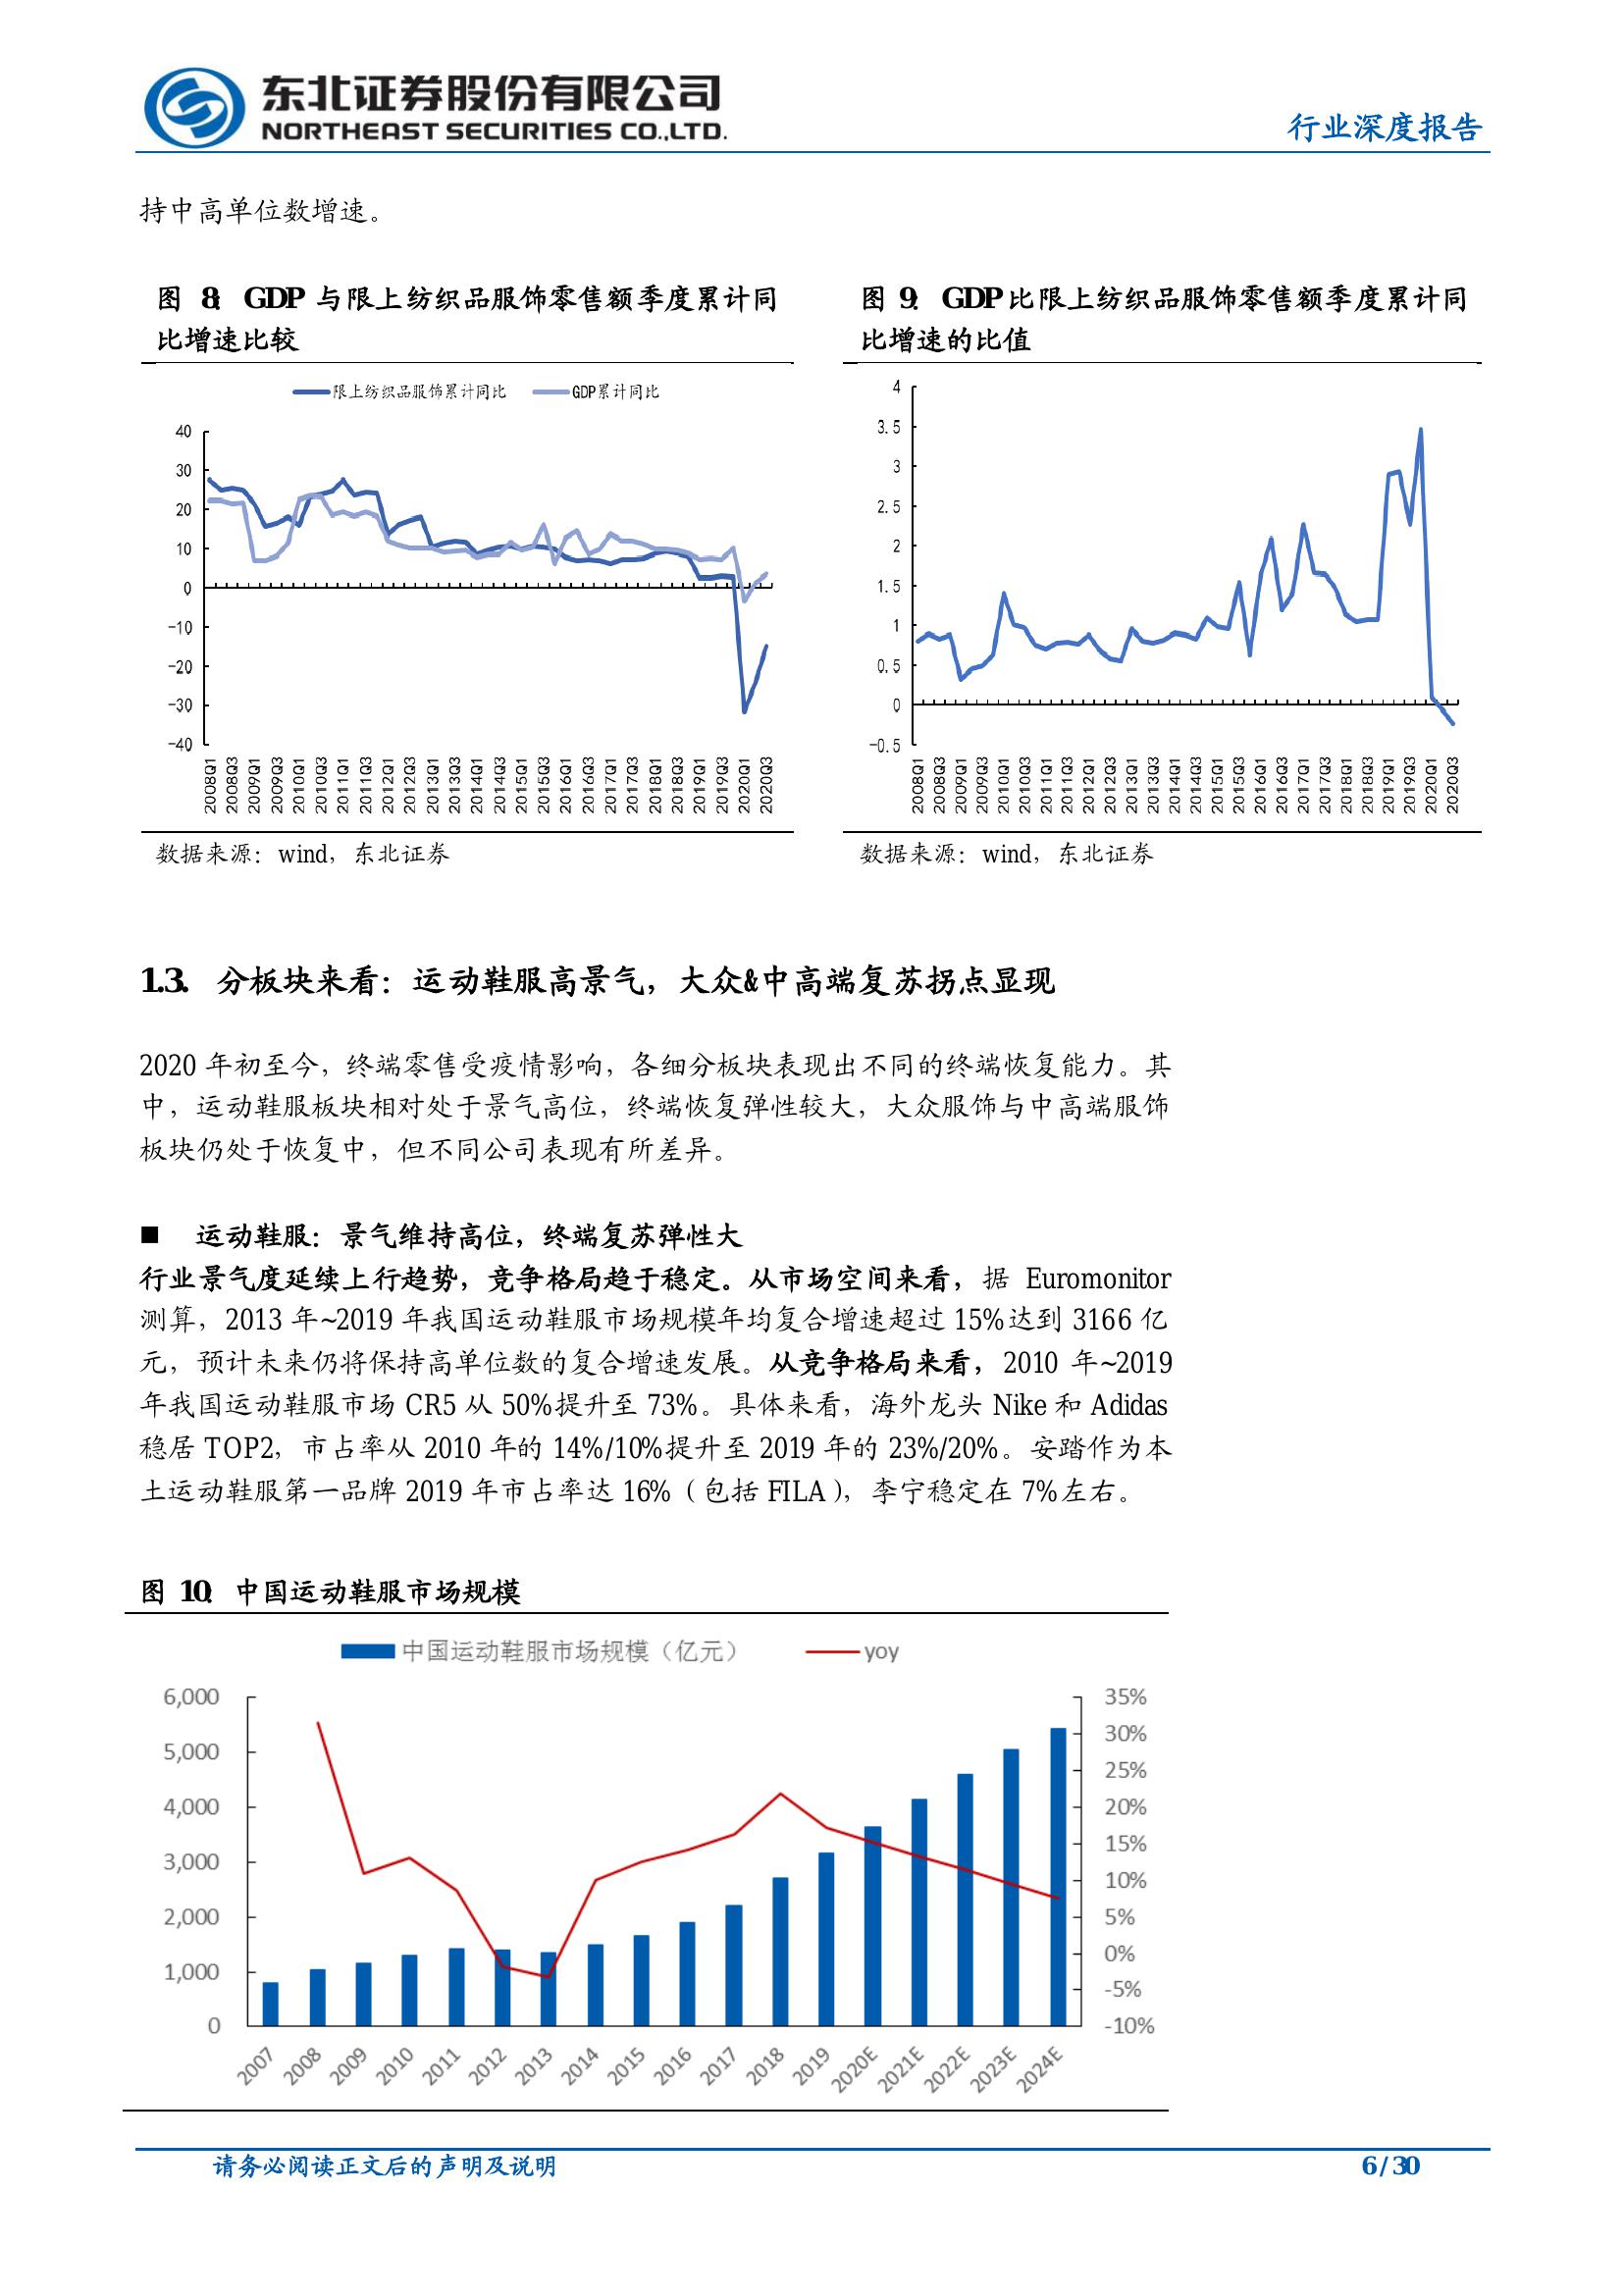 东北证券股份有限公司
NORTHEAST SECURITIES CO.,LTD.
行业深度报告
持中高单位数增速。
图 8：GDP 与限上纺织品服饰零售额季度累计同
比增速比较
限上纺织品服饰累计同比 GDP累计同比
40
30
20
10
0
-10
-20
-30
-40
2008Q1 2008Q3 2009Q1 2009Q3 2010Q1 2010Q3 2011Q1 2011Q3 2012Q1 2012Q3 2013Q1 2013Q3 2014Q1 2014Q3 2015Q1 2015Q3 2016Q1 2016Q3 2017Q1 2017Q3 2018Q1 2018Q3 2019Q1 2019Q3 2020Q1 2020Q3
数据来源：wind，东北证券
图 9：GDP 比限上纺织品服饰零售额季度累计同
比增速的比值
4
3.5
3
2.5
2
1.5
1
0.5
0
-0.5
2008Q1 2008Q3 2009Q1 2009Q3 2010Q1 2010Q3 2011Q1 2011Q3 2012Q1 2012Q3 2013Q1 2013Q3 2014Q1 2014Q3 2015Q1 2015Q3 2016Q1 2016Q3 2017Q1 2017Q3 2018Q1 2018Q3 2019Q1 2019Q3 2020Q1 2020Q3
数据来源：wind，东北证券
1.3. 分板块来看：运动鞋服高景气，大众&中高端复苏拐点显现
2020 年初至今，终端零售受疫情影响，各细分板块表现出不同的终端恢复能力。其
中，运动鞋服板块相对处于景气高位，终端恢复弹性较大，大众服饰与中高端服饰
板块仍处于恢复中，但不同公司表现有所差异。
■ 运动鞋服：景气维持高位，终端复苏弹性大
行业景气度延续上行趋势，竞争格局趋于稳定。从市场空间来看，据 Euromonitor
测算，2013 年~2019 年我国运动鞋服市场规模年均复合增速超过 15%达到 3166 亿
元，预计未来仍将保持高单位数的复合增速发展。从竞争格局来看，2010 年~2019
年我国运动鞋服市场 CR5 从 50%提升至 73%。具体来看，海外龙头 Nike 和 Adidas
稳居 TOP2，市占率从 2010 年的 14%/10%提升至 2019 年的 23%/20%。安踏作为本
土运动鞋服第一品牌 2019 年市占率达 16%（包括 FILA），李宁稳定在 7%左右。
图 10：中国运动鞋服市场规模
中国运动鞋服市场规模（亿元） yoy
6,000
5,000
4,000
3,000
2,000
1,000
0
35%
30%
25%
20%
15%
10%
5%
0%
-5%
-10%
2007 2008 2009 2010 2011 2012 2013 2014 2015 2016 2017 2018 2019 2020E 2021E 2022E 2023E 2024E
请务必阅读正文后的声明及说明
6 / 30